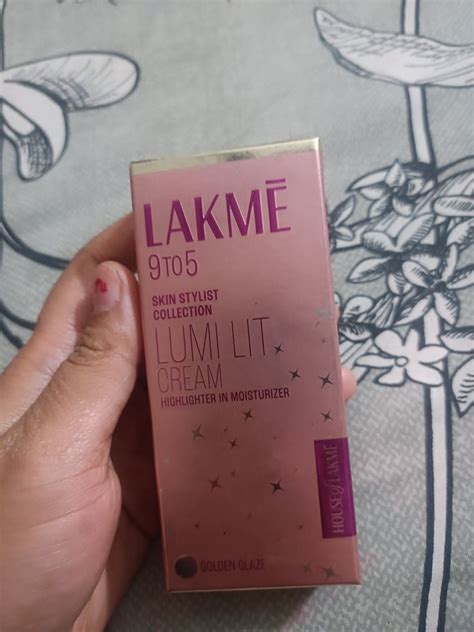 LAKMĒ
9TO5
SKIN STYLIST
COLLECTION
LUMI LIT
CREAM
HIGHLIGHTER IN MOISTURIZER
HOUSE of LAKMĒ
GOLDEN GLAZE